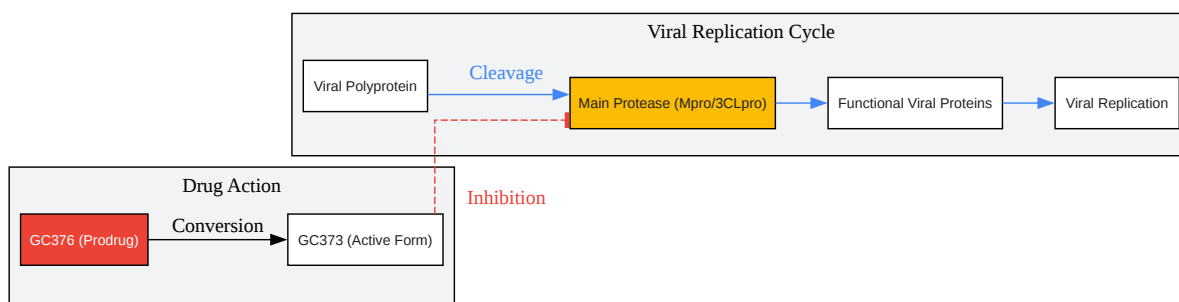 Viral Replication Cycle
Viral Polyprotein
Cleavage
Main Protease (Mpro/3CLpro)
Functional Viral Proteins
Viral Replication
Drug Action
Inhibition
GC376 (Prodrug)
Conversion
GC373 (Active Form)